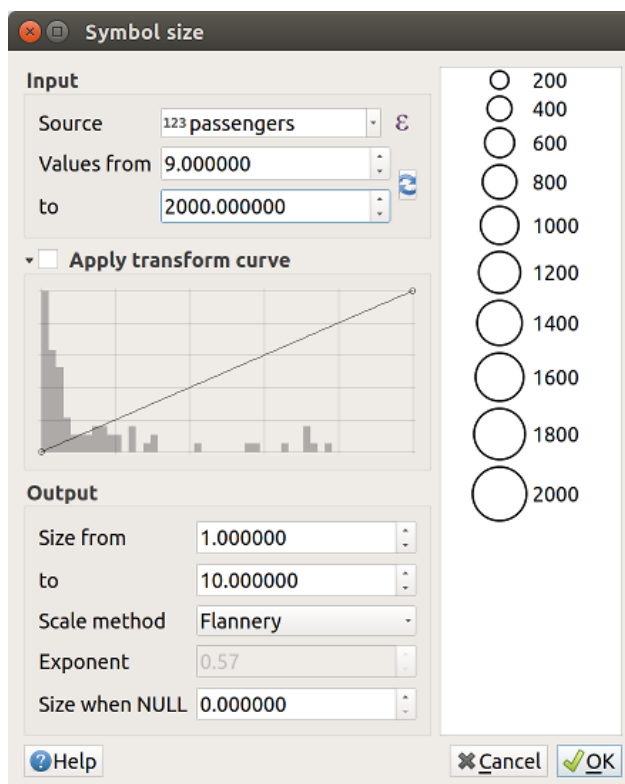 Symbol size
Input
Source 123 passengers ε
Values from 9.000000
to 2000.000000
Apply transform curve
Output
Size from 1.000000
to 10.000000
Scale method Flannery
Exponent 0.57
Size when NULL 0.000000
Help
200
400
600
800
1000
1200
1400
1600
1800
2000
Cancel OK